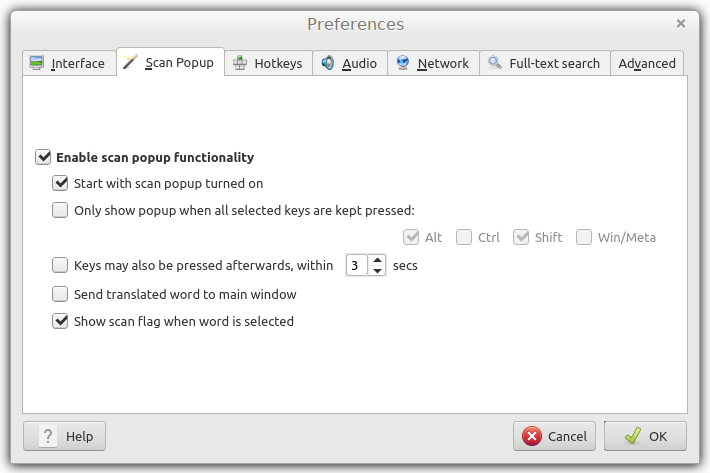 Preferences
Interface Scan Popup Hotkeys Audio Network Full-text search Advanced
Enable scan popup functionality
Start with scan popup turned on
Only show popup when all selected keys are kept pressed:
Alt Ctrl Shift Win/Meta
Keys may also be pressed afterwards, within 3 secs
Send translated word to main window
Show scan flag when word is selected
? Help Cancel OK